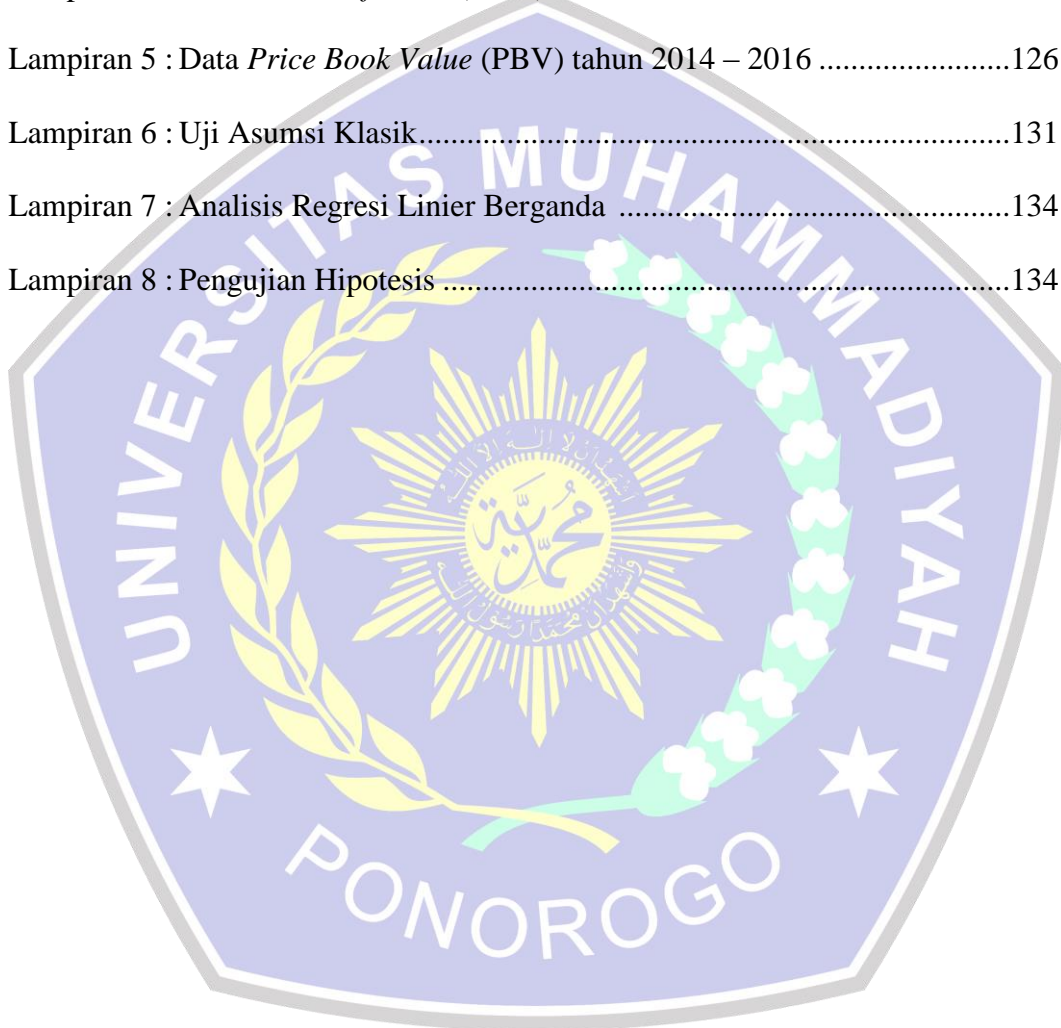 Lampiran 5 : Data Price Book Value (PBV) tahun 2014 – 2016 ........................126
Lampiran 6 : Uji Asumsi Klasik..............................................................131
Lampiran 7 : Analisis Regresi Linier Berganda .........................................134
Lampiran 8 : Pengujian Hipotesis ...........................................................134
UNIVERSITAS MUHAMMADIYAH
PONOROGO
محمدية